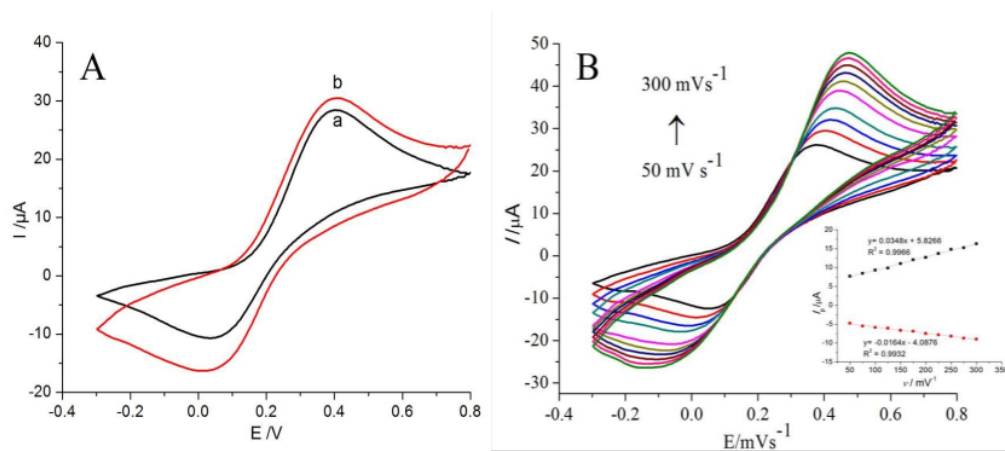 A
b
a
I /µA
40
30
20
10
0
-10
-20
-0.4 -0.2 0.0 0.2 0.4 0.6 0.8
E /V
B
300 mVs-1
50 mV s-1
I /µA
50
40
30
20
10
0
-10
-20
-30
-0.4 -0.2 0.0 0.2 0.4 0.6 0.8
E/mVs-1
y= 0.0348x + 5.8266
R2 = 0.9966
y= -0.0164x - 4.0876
R2 = 0.9932
Ip/µA
20
15
10
5
0
-5
-10
-15
0 50 100 150 200 250 300 350
v / mV-1